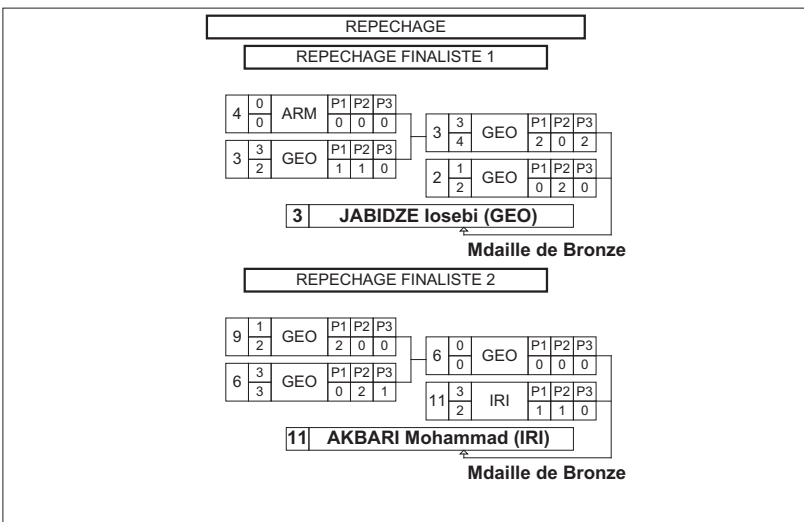 REPECHAGE
REPECHAGE FINALISTE 1
4 0 ARM P1 P2 P3
0 0 0 0
3 3 GEO P1 P2 P3
2 1 1 0
3 3 GEO P1 P2 P3
4 2 0 2
2 1 GEO P1 P2 P3
2 0 2 0
3 JABIDZE Iosebi (GEO)
Mdaille de Bronze
REPECHAGE FINALISTE 2
9 1 GEO P1 P2 P3
2 2 0 0
6 3 GEO P1 P2 P3
3 0 2 1
6 0 GEO P1 P2 P3
0 0 0 0
11 3 IRI P1 P2 P3
2 1 1 0
11 AKBARI Mohammad (IRI)
Mdaille de Bronze